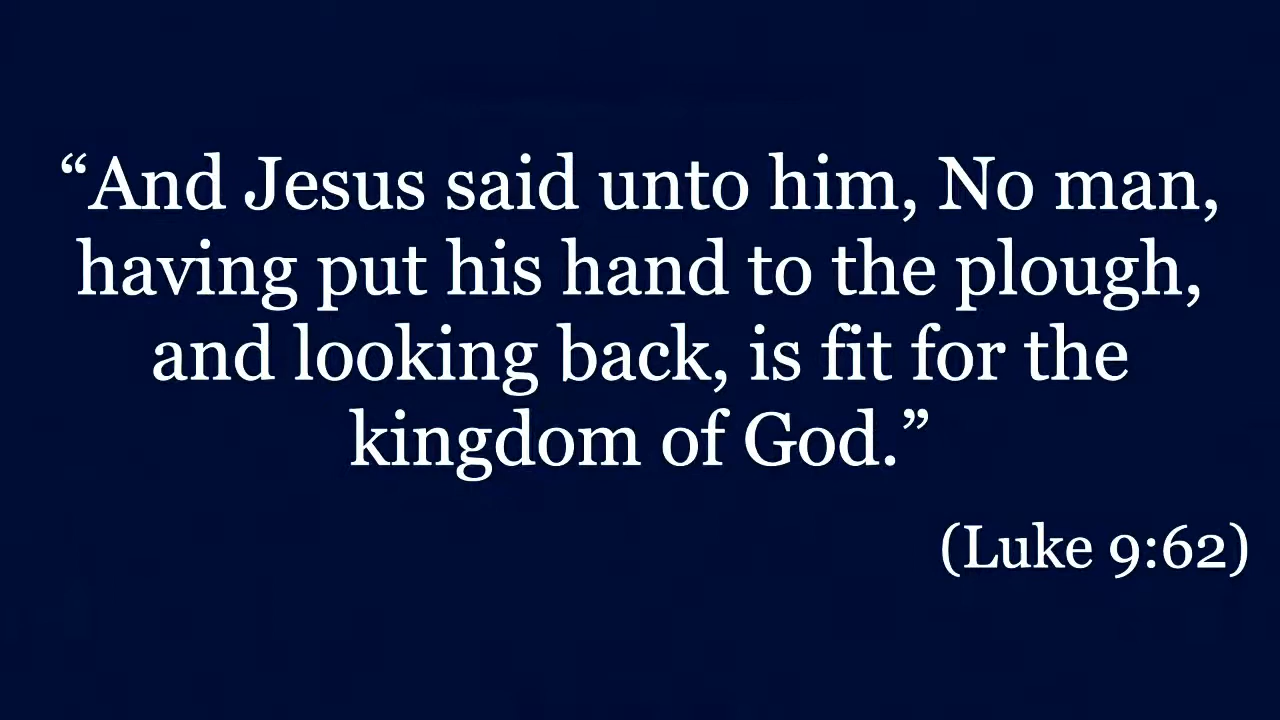 “And Jesus said unto him, No man,
having put his hand to the plough,
and looking back, is fit for the
kingdom of God.”
(Luke 9:62)